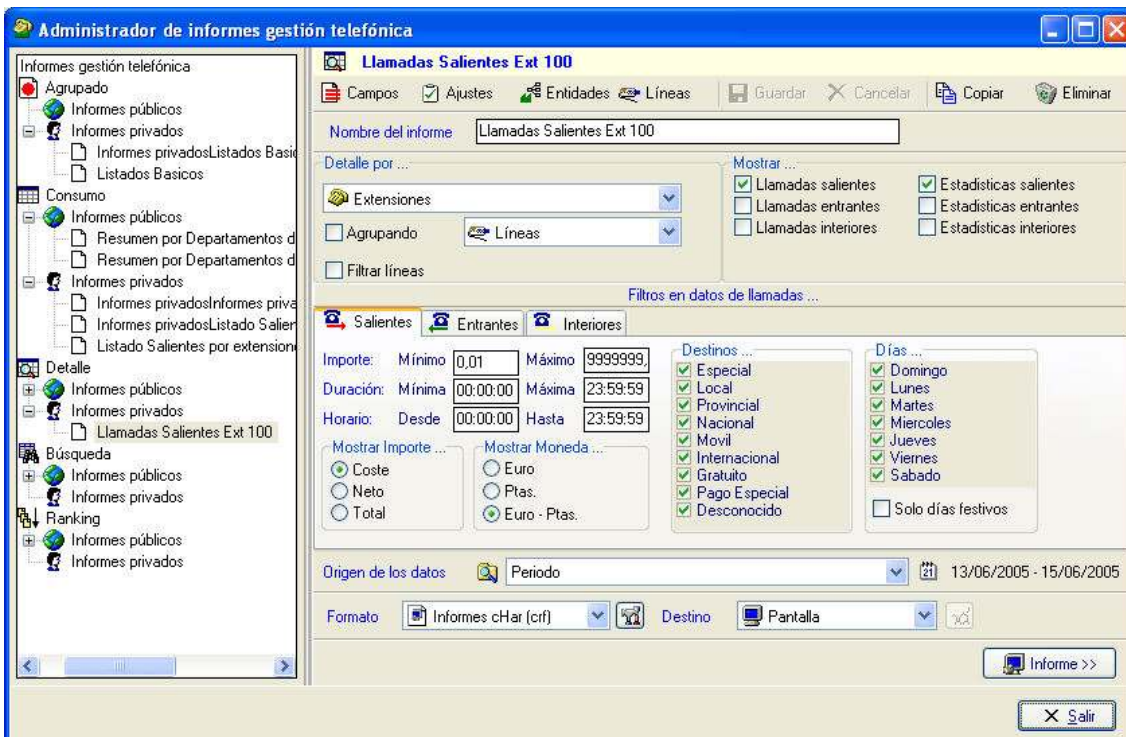 Administrador de informes gestión telefónica
Informes gestión telefónica
Agrupado
Informes públicos
Informes privados
Informes privadosListados Basic
Listados Basicos
Consumo
Informes públicos
Resumen por Departamentos d
Resumen por Departamentos d
Informes privados
Informes privadosInformes priva
Informes privadosListado Salien
Listado Salientes por extension
Detalle
Informes públicos
Informes privados
Llamadas Salientes Ext 100
Búsqueda
Informes públicos
Informes privados
Ranking
Informes públicos
Informes privados
Llamadas Salientes Ext 100
Campos Ajustes Entidades Líneas Guardar Cancelar Copiar Eliminar
Nombre del informe Llamadas Salientes Ext 100
Detalle por ...
Extensiones
Agrupando Líneas
Filtrar líneas
Mostrar ...
Llamadas salientes Estadísticas salientes
Llamadas entrantes Estadísticas entrantes
Llamadas interiores Estadísticas interiores
Filtros en datos de llamadas ...
Salientes Entrantes Interiores
Importe: Mínimo 0,01 Máximo 9999999,
Duración: Mínima 00:00:00 Máxima 23:59:59
Horario: Desde 00:00:00 Hasta 23:59:59
Mostrar Importe ...
Coste
Neto
Total
Mostrar Moneda ...
Euro
Ptas.
Euro - Ptas.
Destinos ...
Especial
Local
Provincial
Nacional
Movil
Internacional
Gratuito
Pago Especial
Desconocido
Días ...
Domingo
Lunes
Martes
Miercoles
Jueves
Viernes
Sabado
Solo días festivos
Origen de los datos Periodo 21 13/06/2005 - 15/06/2005
Formato Informes cHar (crf) Destino Pantalla
Informe >>
Salir